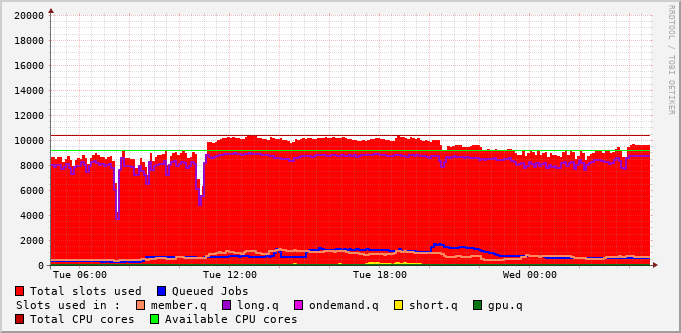 20000
18000
16000
14000
12000
10000
8000
6000
4000
2000
0
Tue 06:00 Tue 12:00 Tue 18:00 Wed 00:00
Total slots used Queued Jobs
Slots used in : member.q long.q ondemand.q short.q gpu.q
Total CPU cores Available CPU cores
RRDTOOL / TOBI OETIKER